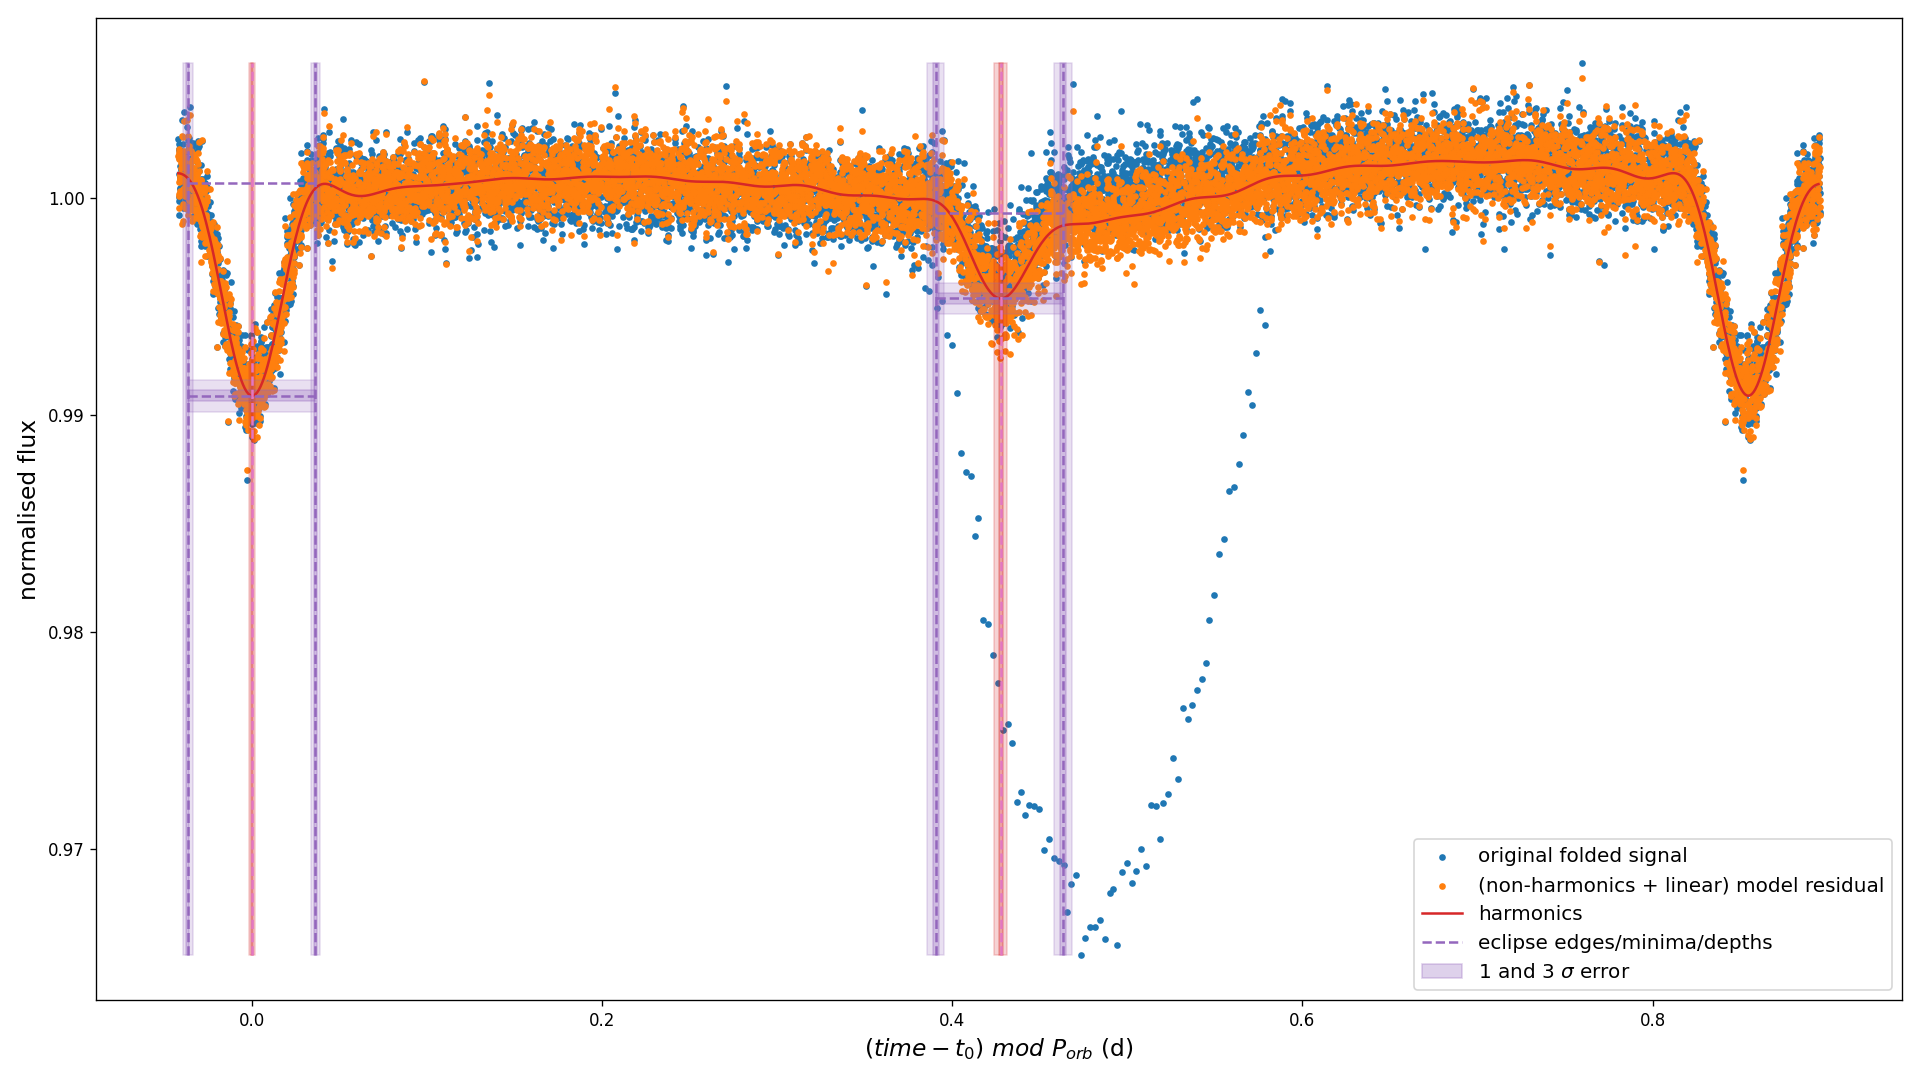 1.00
0.99
0.98
0.97
normalised flux
0.0
0.2
0.4
0.6
0.8
(time − t₀) mod Pₒᵣᵦ (d)
original folded signal
(non-harmonics + linear) model residual
harmonics
eclipse edges/minima/depths
1 and 3 σ error